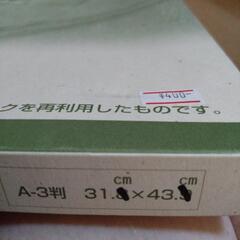 ¥400-
クを再利用したものです。
cm cm
A-3判 31. × 43.